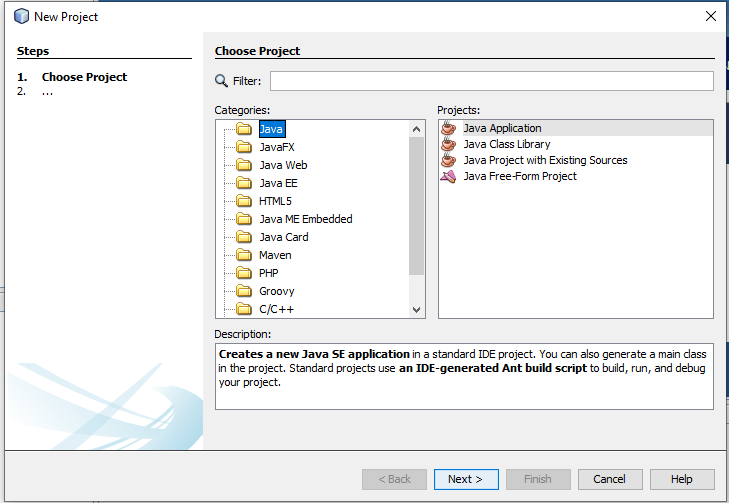 New Project
Steps
1. Choose Project
2. ...
Choose Project
Filter:
Categories:
Java
JavaFX
Java Web
Java EE
HTML5
Java ME Embedded
Java Card
Maven
PHP
Groovy
C/C++
Projects:
Java Application
Java Class Library
Java Project with Existing Sources
Java Free-Form Project
Description:
Creates a new Java SE application in a standard IDE project. You can also generate a main class
in the project. Standard projects use an IDE-generated Ant build script to build, run, and debug
your project.
< Back
Next >
Finish
Cancel
Help